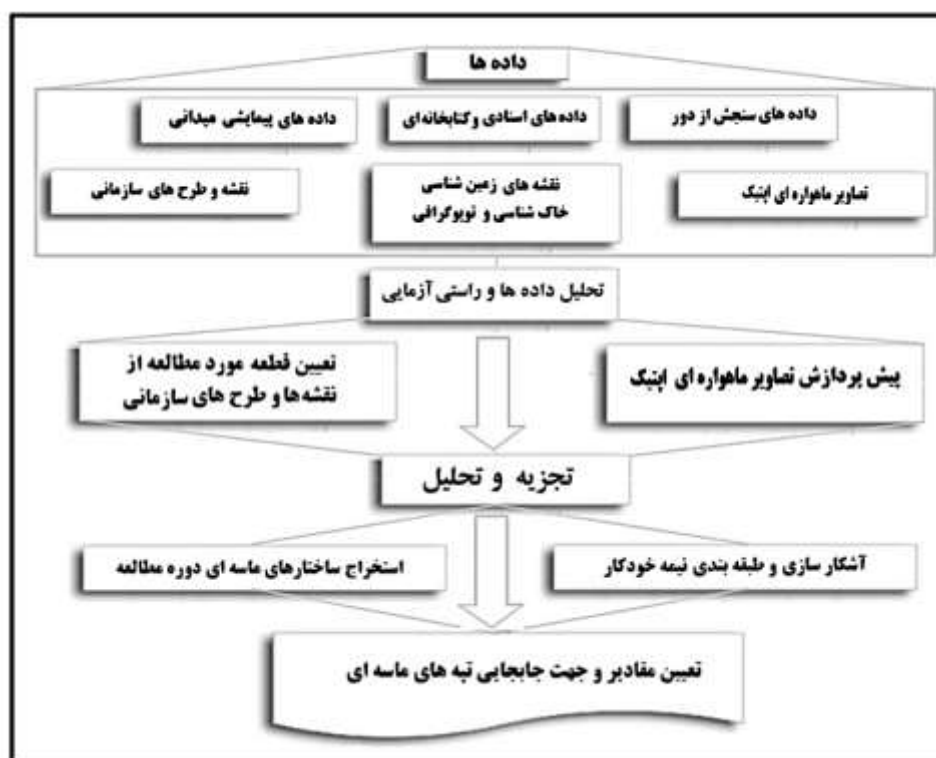 داده ها
داده های سنجش از دور
داده های اسنادی و کتابخانه ای
داده های پیمایشی میدانی
تصاویر ماهواره ای اپتیک
نقشه های زمین شناسی
خاک شناسی و توپوگرافی
نقشه و طرح های سازمانی
تحلیل داده ها و راستی آزمایی
پیش پردازش تصاویر ماهواره ای اپتیک
تعیین قطعه مورد مطالعه از
نقشه‌ها و طرح های سازمانی
تجزیه و تحلیل
آشکار سازی و طبقه بندی نیمه خودکار
استخراج ساختارهای ماسه ای دوره مطالعه
تعیین مقادیر و جهت جابجایی تپه های ماسه ای